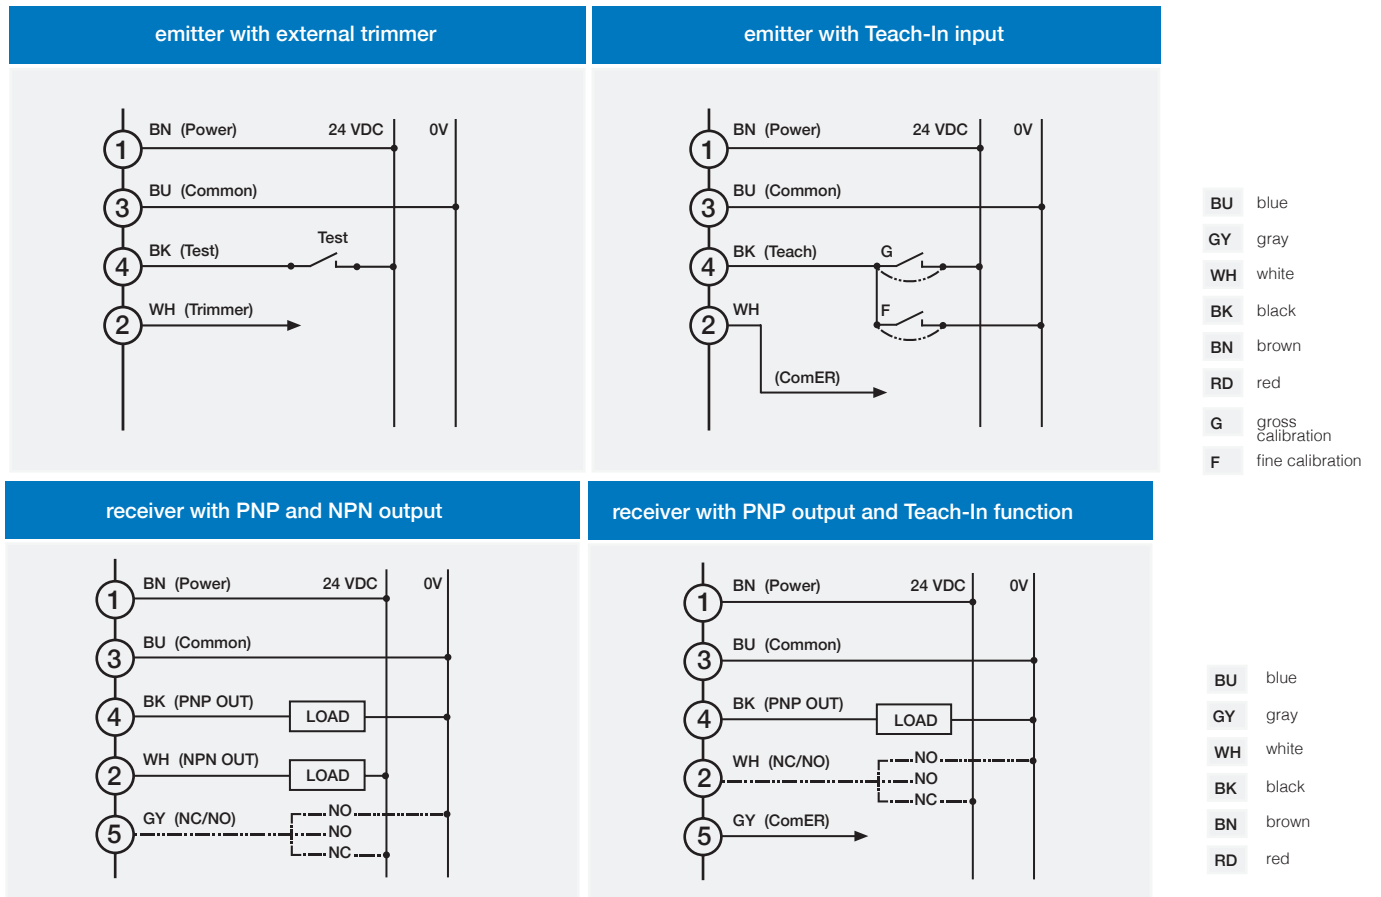 emitter with external trimmer
1 BN (Power) 24 VDC 0V
3 BU (Common)
4 BK (Test) Test
2 WH (Trimmer)
emitter with Teach-In input
1 BN (Power) 24 VDC 0V
3 BU (Common)
4 BK (Teach) G
2 WH F
(ComER)
BU blue
GY gray
WH white
BK black
BN brown
RD red
G gross
calibration
F fine calibration
receiver with PNP and NPN output
1 BN (Power) 24 VDC 0V
3 BU (Common)
4 BK (PNP OUT) LOAD
2 WH (NPN OUT) LOAD
5 GY (NC/NO) NO
NO
NC
receiver with PNP output and Teach-In function
1 BN (Power) 24 VDC 0V
3 BU (Common)
4 BK (PNP OUT) LOAD
2 WH (NC/NO) NO
NO
NC
5 GY (ComER)
BU blue
GY gray
WH white
BK black
BN brown
RD red